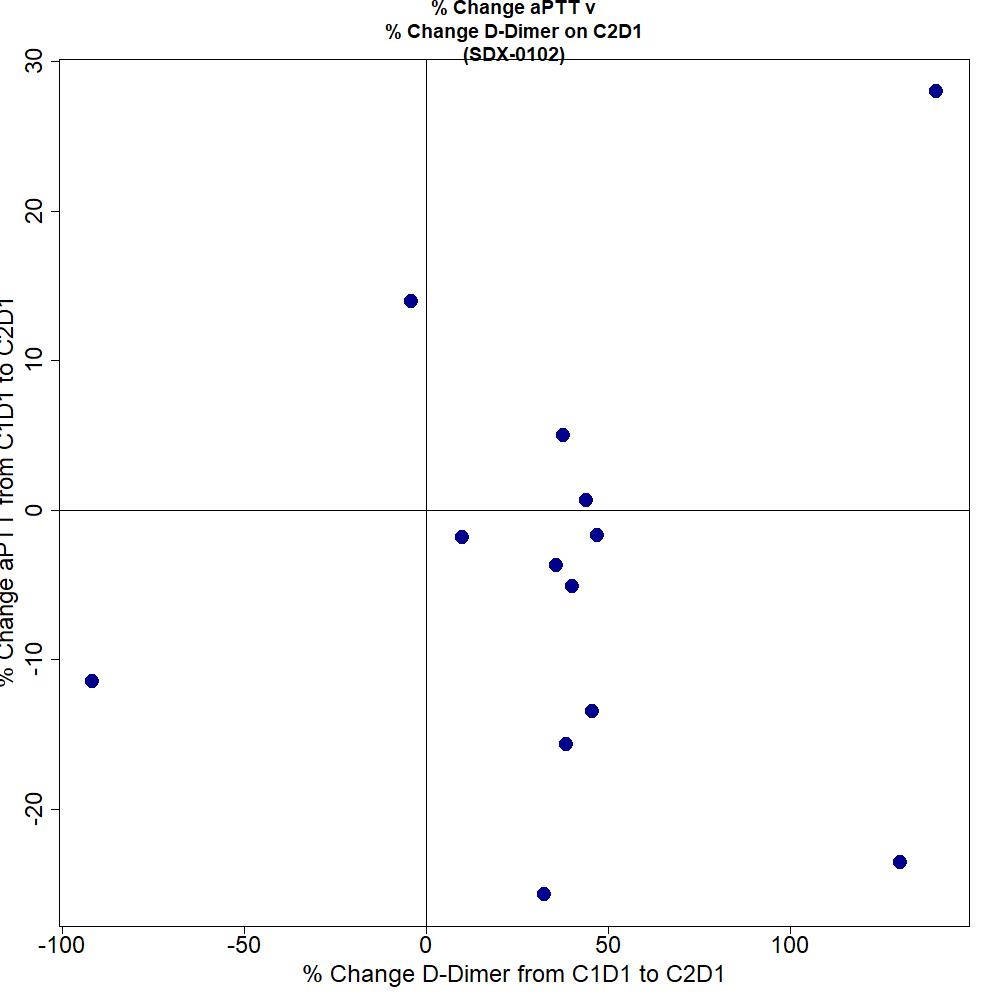 % Change aPTT v
% Change D-Dimer on C2D1
(SDX-0102)
30
20
10
0
-10
-20
% Change aPTT from C1D1 to C2D1
-100
-50
0
50
100
% Change D-Dimer from C1D1 to C2D1